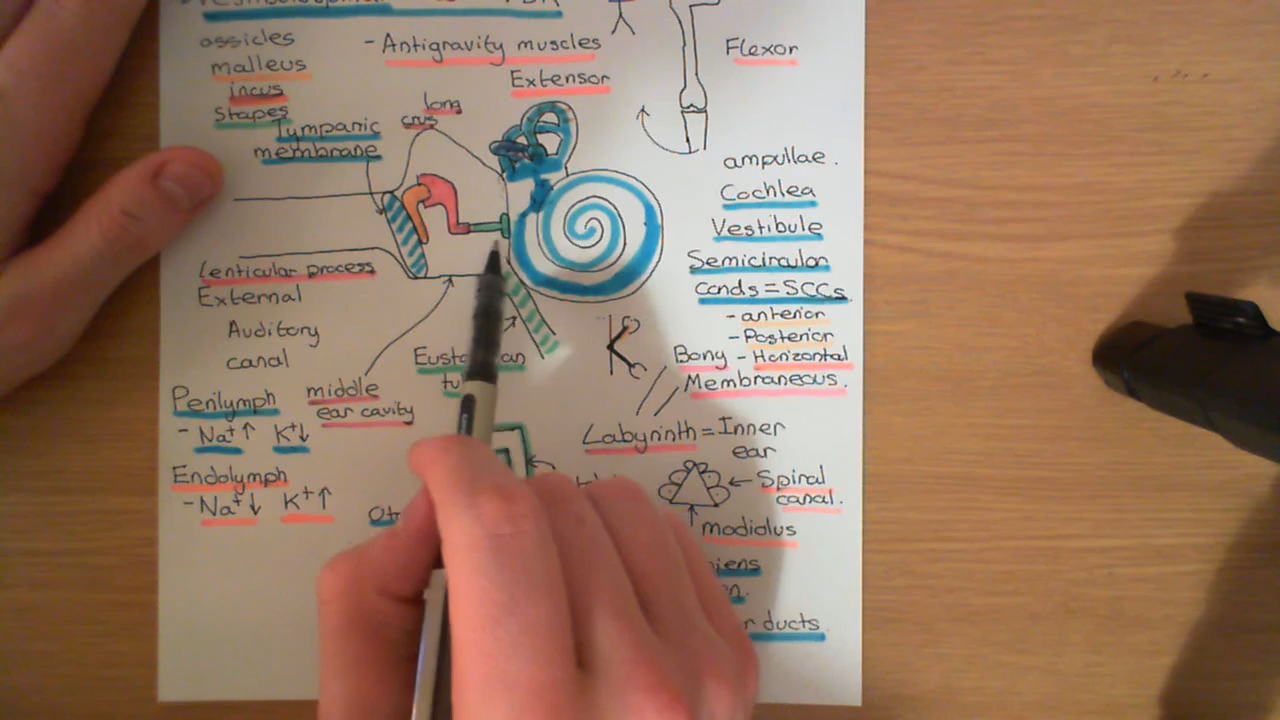 assicles
malleus
incus
stapes
- Antigravity muscles
Extensor
Flexor
long
crus
Tympanic
membrane
ampullae.
Cochlea
Vestibule
Semicircular
canals = SCCs
- anterior
- Posterior
Bony - Horizontal
Membraneous.
Lenticular process
External
Auditory
canal
middle
ear cavity
Perilymph
- Na+ ↑ K+ ↓
Endolymph
- Na+ ↓ K+ ↑
Labyrinth = Inner
ear
Spiral
canal.
modiolus
ducts